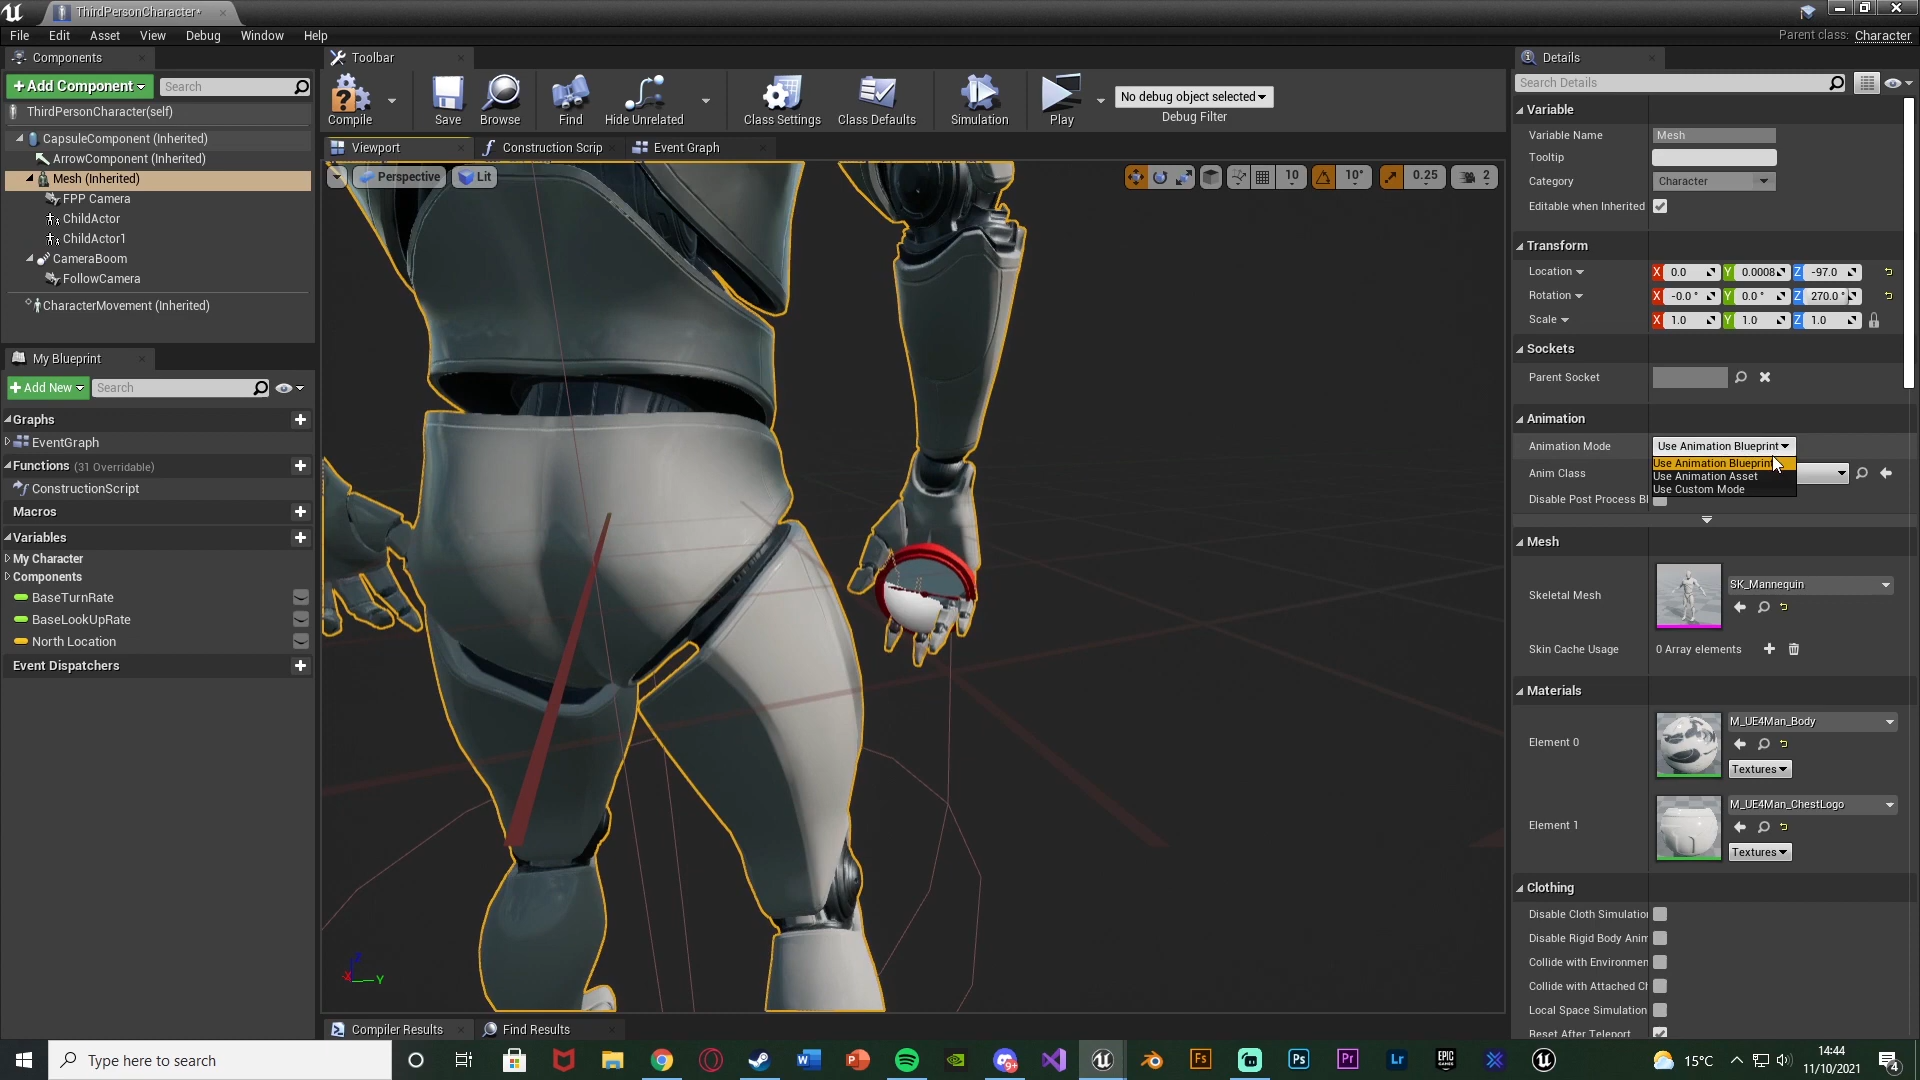 ThirdPersonCharacter*
File Edit Asset View Debug Window Help
Parent class: Character
Components
+Add Component Search
ThirdPersonCharacter(self)
CapsuleComponent (Inherited)
ArrowComponent (Inherited)
Mesh (Inherited)
FPP Camera
ChildActor
ChildActor1
CameraBoom
FollowCamera
CharacterMovement (Inherited)
My Blueprint
+Add New Search
Graphs
EventGraph
Functions (31 Overridable)
ConstructionScript
Macros
Variables
My Character
Components
BaseTurnRate
BaseLookUpRate
North Location
Event Dispatchers
Toolbar
Compile Save Browse Find Hide Unrelated Class Settings Class Defaults Simulation Play
No debug object selected
Debug Filter
Viewport Construction Scrip Event Graph
Perspective Lit 10 10° 0.25 2
X Y
Compiler Results Find Results
Details
Search Details
Variable
Variable Name Mesh
Tooltip
Category Character
Editable when Inherited
Transform
Location X 0.0 Y 0.0008 Z -97.0
Rotation X -0.0 ° Y 0.0 ° Z 270.0 °
Scale X 1.0 Y 1.0 Z 1.0
Sockets
Parent Socket
Animation
Animation Mode Use Animation Blueprint
Use Animation Blueprint
Anim Class
Use Animation Asset
Use Custom Mode
Disable Post Process Bl
Mesh
Skeletal Mesh SK_Mannequin
Skin Cache Usage 0 Array elements
Materials
Element 0 M_UE4Man_Body
Textures
Element 1 M_UE4Man_ChestLogo
Textures
Clothing
Disable Cloth Simulation
Disable Rigid Body Anim
Collide with Environmen
Collide with Attached Ch
Local Space Simulation
Reset After Teleport
Type here to search
15°C
14:44
11/10/2021
4